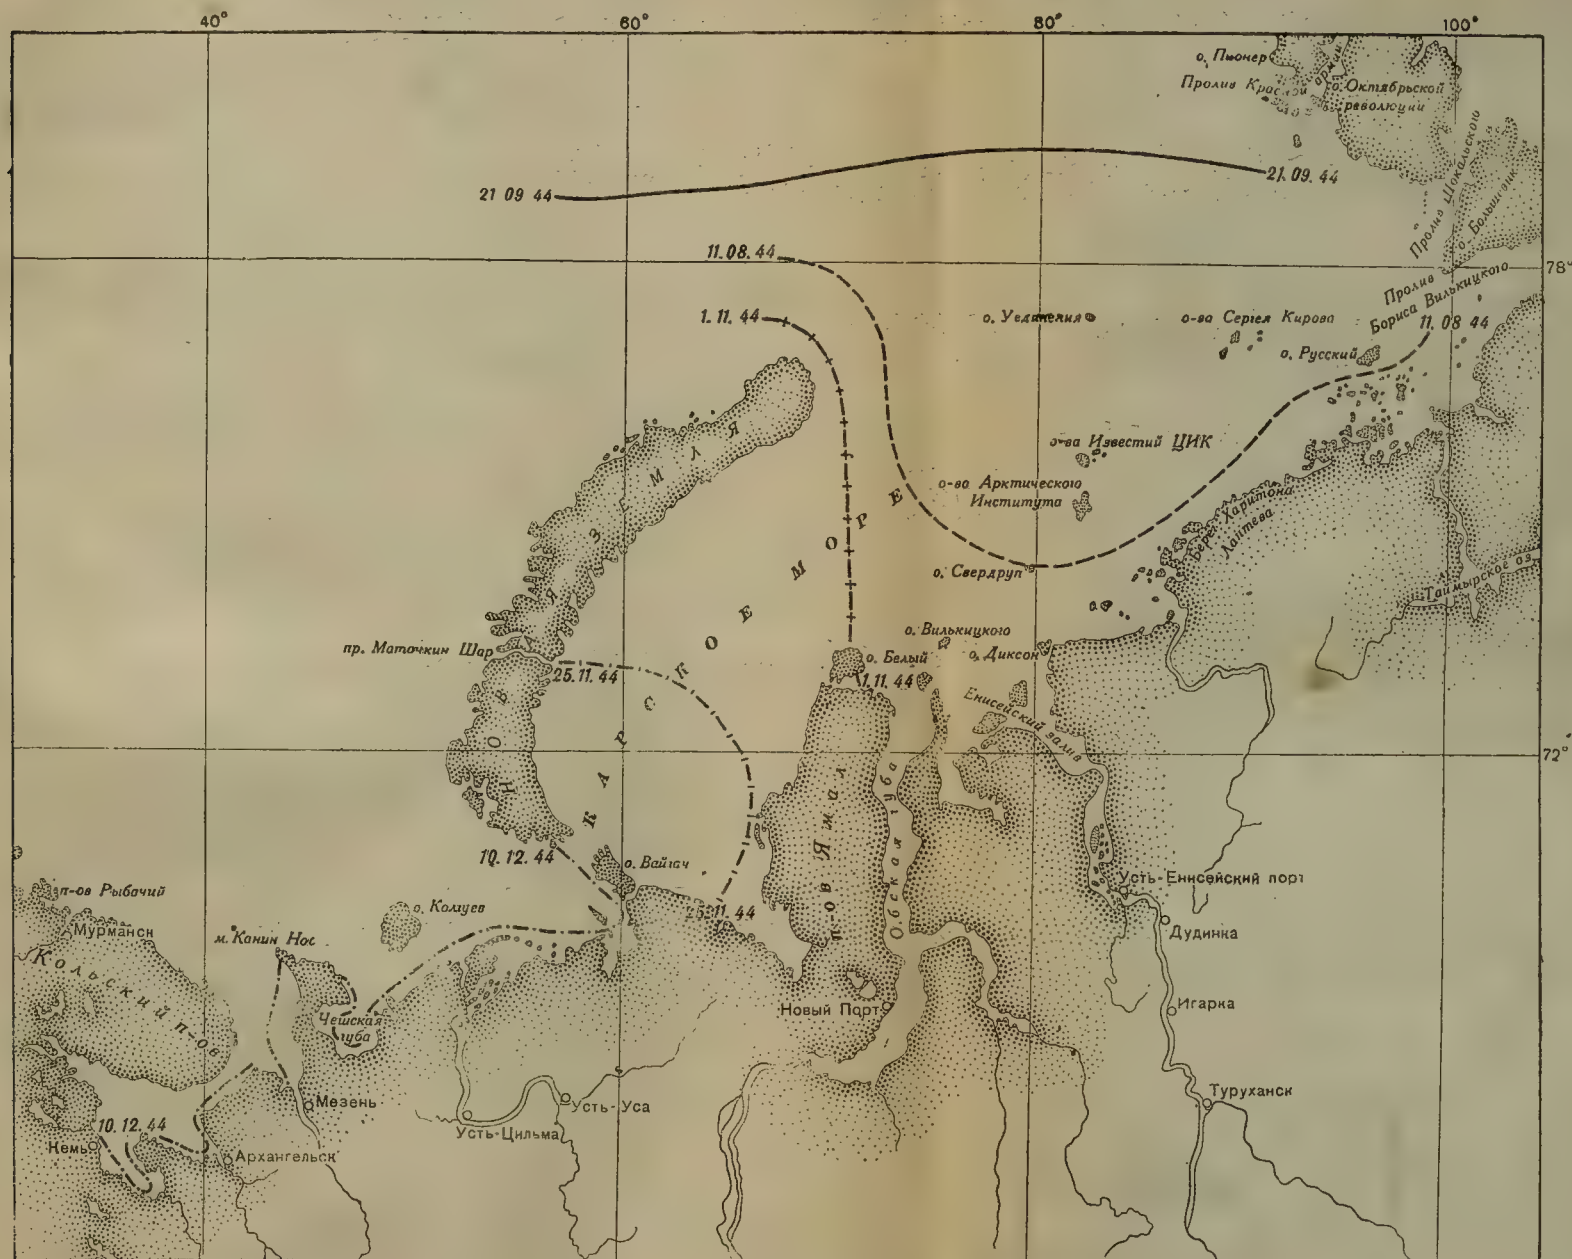 40°
60°
80°
100°
о. Пионер
Пролив Красной Армии
о. Октябрьской
революции
Пролив Шокальского
о. Большевик
21 09 44
21. 09. 44
11. 08. 44
78°
Пролив
Бориса Вилькицкого
1. 11. 44
о. Уединения
о-ва Сергея Кирова
11. 08 44
о. Русский
НОВАЯ ЗЕМЛЯ
о-ва Известий ЦИК
о-ва Арктического
Института
Берег Харитона
Лаптева
КАРСКОЕ МОРЕ
о. Свердруп
Таймырское оз.
о. Вилькицкого
пр. Маточкин Шар
о. Белый
о. Диксон
25. 11. 44
1. 11. 44
Енисейский залив
72°
п-ов Ямал
Обская губа
10. 12. 44
о. Вайгач
п-ов Рыбачий
Усть-Енисейский порт
о. Колгуев
25. 11. 44
Мурманск
м. Канин Нос
Дудинка
Кольский п-ов
Новый Порт
Игарка
Чешская
губа
Туруханск
Мезень
Усть-Уса
10. 12. 44
Усть-Цильма
Кемь
Архангельск